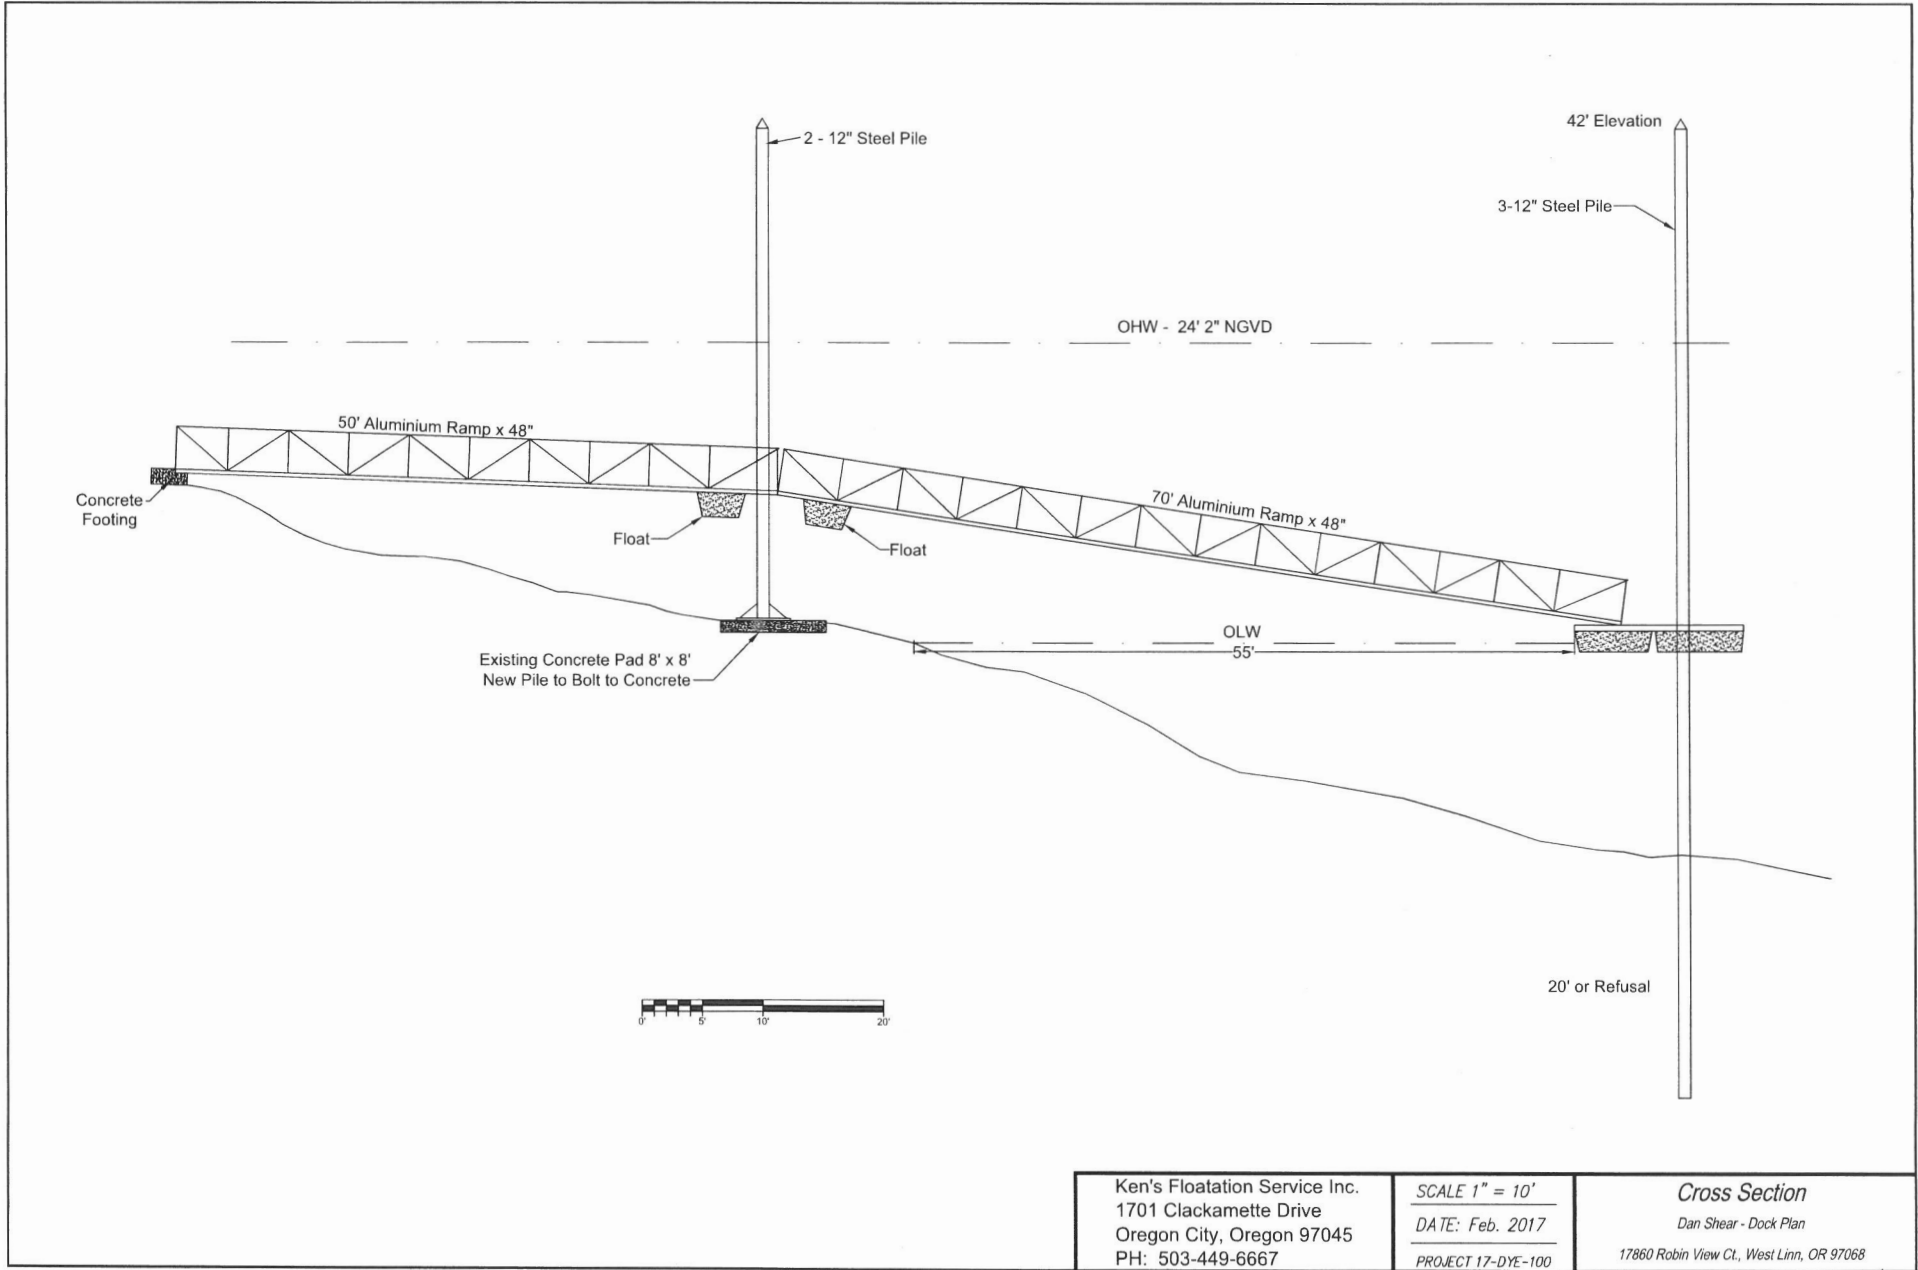 42' Elevation
2 - 12" Steel Pile
3-12" Steel Pile
OHW - 24' 2" NGVD
50' Aluminium Ramp x 48"
70' Aluminium Ramp x 48"
Concrete
Footing
Float
Float
OLW
55'
Existing Concrete Pad 8' x 8'
New Pile to Bolt to Concrete
20' or Refusal
0' 5' 10' 20'
Ken's Floatation Service Inc.
1701 Clackamette Drive
Oregon City, Oregon 97045
PH: 503-449-6667
SCALE 1" = 10'
DATE: Feb. 2017
PROJECT 17-DYE-100
Cross Section
Dan Shear - Dock Plan
17860 Robin View Ct., West Linn, OR 97068